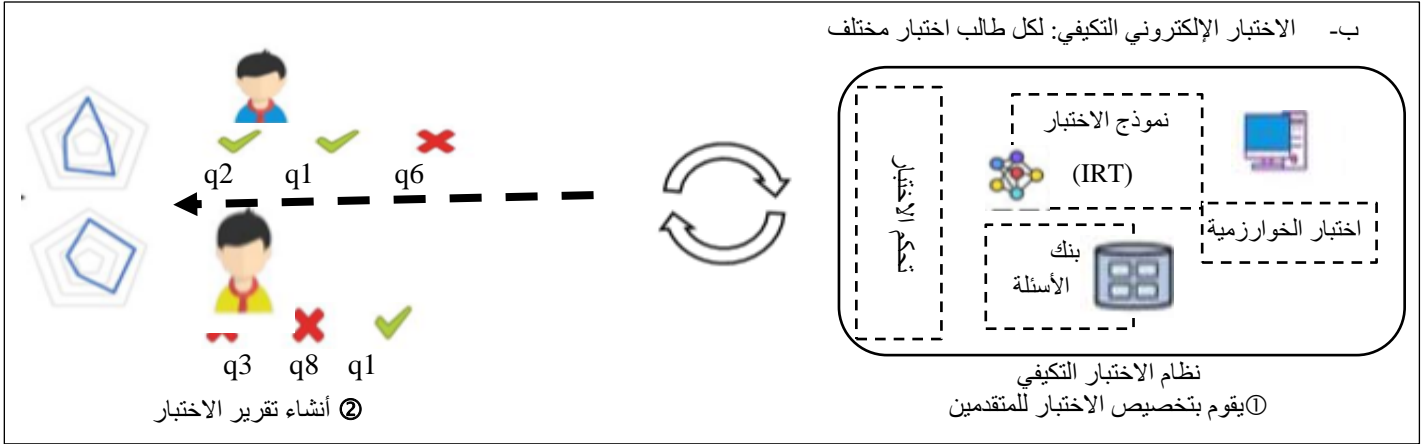 ب- الاختبار الإلكتروني التكيفي: لكل طالب اختبار مختلف
نموذج الاختبار
(IRT)
اختبار الخوارزمية
بنك
الأسئلة
تحكم الاختبار
نظام الاختبار التكيفي
①يقوم بتخصيص الاختبار للمتقدمين
q2 q1 q6
q3 q8 q1
② أنشاء تقرير الاختبار